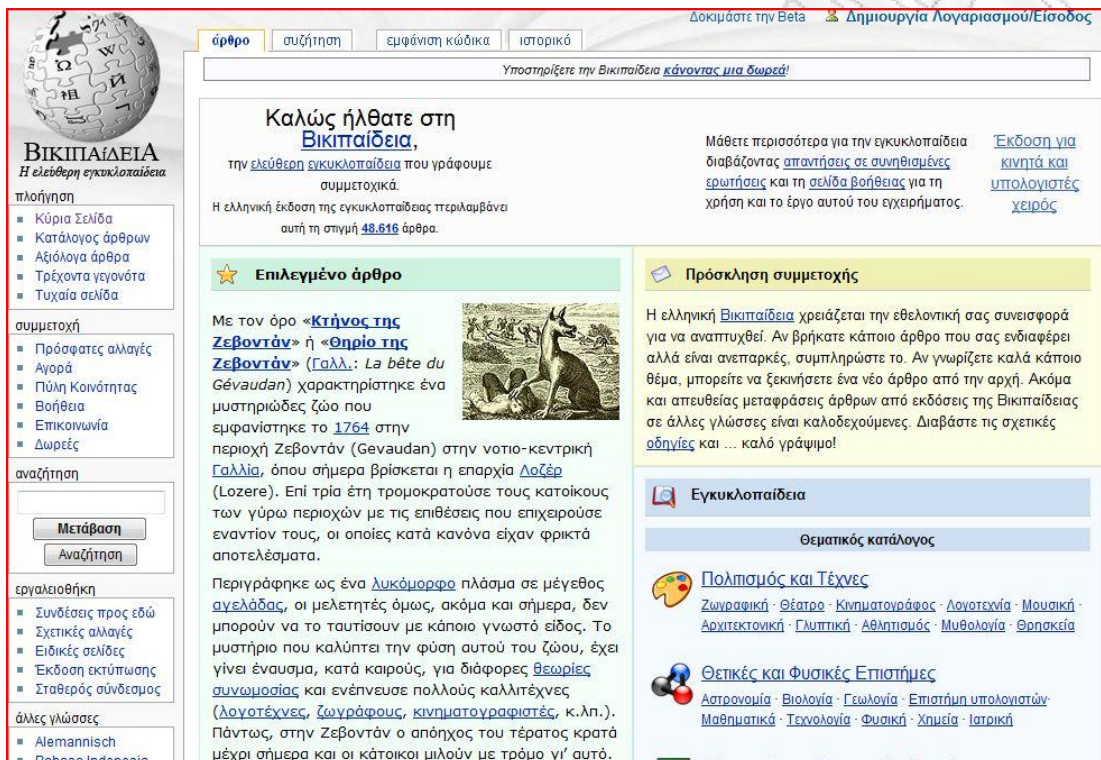 Δοκιμάστε την Beta Δημιουργία Λογαριασμού/Είσοδος
άρθρο συζήτηση εμφάνιση κώδικα ιστορικό
Υποστηρίξετε την Βικιπαίδεια κάνοντας μια δωρεά!
ΒΙΚΙΠΑίΔΕΙΑ
Η ελεύθερη εγκυκλοπαίδεια
πλοήγηση
Κύρια Σελίδα
Κατάλογος άρθρων
Αξιόλογα άρθρα
Τρέχοντα γεγονότα
Τυχαία σελίδα
συμμετοχή
Πρόσφατες αλλαγές
Αγορά
Πύλη Κοινότητας
Βοήθεια
Επικοινωνία
Δωρεές
αναζήτηση
Μετάβαση
Αναζήτηση
εργαλειοθήκη
Συνδέσεις προς εδώ
Σχετικές αλλαγές
Ειδικές σελίδες
Έκδοση εκτύπωσης
Σταθερός σύνδεσμος
άλλες γλώσσες
Alemannisch
Καλώς ήλθατε στη
Βικιπαίδεια,
την ελεύθερη εγκυκλοπαίδεια που γράφουμε
συμμετοχικά.
Η ελληνική έκδοση της εγκυκλοπαίδειας περιλαμβάνει
αυτή τη στιγμή 48.616 άρθρα.
Μάθετε περισσότερα για την εγκυκλοπαίδεια
διαβάζοντας απαντήσεις σε συνηθισμένες
ερωτήσεις και τη σελίδα βοήθειας για τη
χρήση και το έργο αυτού του εγχειρήματος.
Έκδοση για
κινητά και
υπολογιστές
χειρός
Επιλεγμένο άρθρο
Με τον όρο «Κτήνος της
Ζεβοντάν» ή «Θηρίο της
Ζεβοντάν» (Γαλλ.: La bête du
Gévaudan) χαρακτηρίστηκε ένα
μυστηριώδες ζώο που
εμφανίστηκε το 1764 στην
περιοχή Ζεβοντάν (Gevaudan) στην νοτιο-κεντρική
Γαλλία, όπου σήμερα βρίσκεται η επαρχία Λοζέρ
(Lozere). Επί τρία έτη τρομοκρατούσε τους κατοίκους
των γύρω περιοχών με τις επιθέσεις που επιχειρούσε
εναντίον τους, οι οποίες κατά κανόνα είχαν φρικτά
αποτελέσματα.
Περιγράφηκε ως ένα λυκόμορφο πλάσμα σε μέγεθος
αγελάδας, οι μελετητές όμως, ακόμα και σήμερα, δεν
μπορούν να το ταυτίσουν με κάποιο γνωστό είδος. Το
μυστήριο που καλύπτει την φύση αυτού του ζώου, έχει
γίνει έναυσμα, κατά καιρούς, για διάφορες θεωρίες
συνωμοσίας και ενέπνευσε πολλούς καλλιτέχνες
(λογοτέχνες, ζωγράφους, κινηματογραφιστές, κ.λπ.).
Πάντως, στην Ζεβοντάν ο απόηχος του τέρατος κρατά
μέχρι σήμερα και οι κάτοικοι μιλούν με τρόμο γι' αυτό.
Πρόσκληση συμμετοχής
Η ελληνική Βικιπαίδεια χρειάζεται την εθελοντική σας συνεισφορά
για να αναπτυχθεί. Αν βρήκατε κάποιο άρθρο που σας ενδιαφέρει
αλλά είναι ανεπαρκές, συμπληρώστε το. Αν γνωρίζετε καλά κάποιο
θέμα, μπορείτε να ξεκινήσετε ένα νέο άρθρο από την αρχή. Ακόμα
και απευθείας μεταφράσεις άρθρων από εκδόσεις της Βικιπαίδειας
σε άλλες γλώσσες είναι καλοδεχούμενες. Διαβάστε τις σχετικές
οδηγίες και ... καλό γράψιμο!
Εγκυκλοπαίδεια
Θεματικός κατάλογος
Πολιτισμός και Τέχνες
Ζωγραφική · Θέατρο · Κινηματογράφος · Λογοτεχνία · Μουσική ·
Αρχιτεκτονική · Γλυπτική · Αθλητισμός · Μυθολογία · Θρησκεία
Θετικές και Φυσικές Επιστήμες
Αστρονομία · Βιολογία · Γεωλογία · Επιστήμη υπολογιστών·
Μαθηματικά · Τεχνολογία · Φυσική · Χημεία · Ιατρική